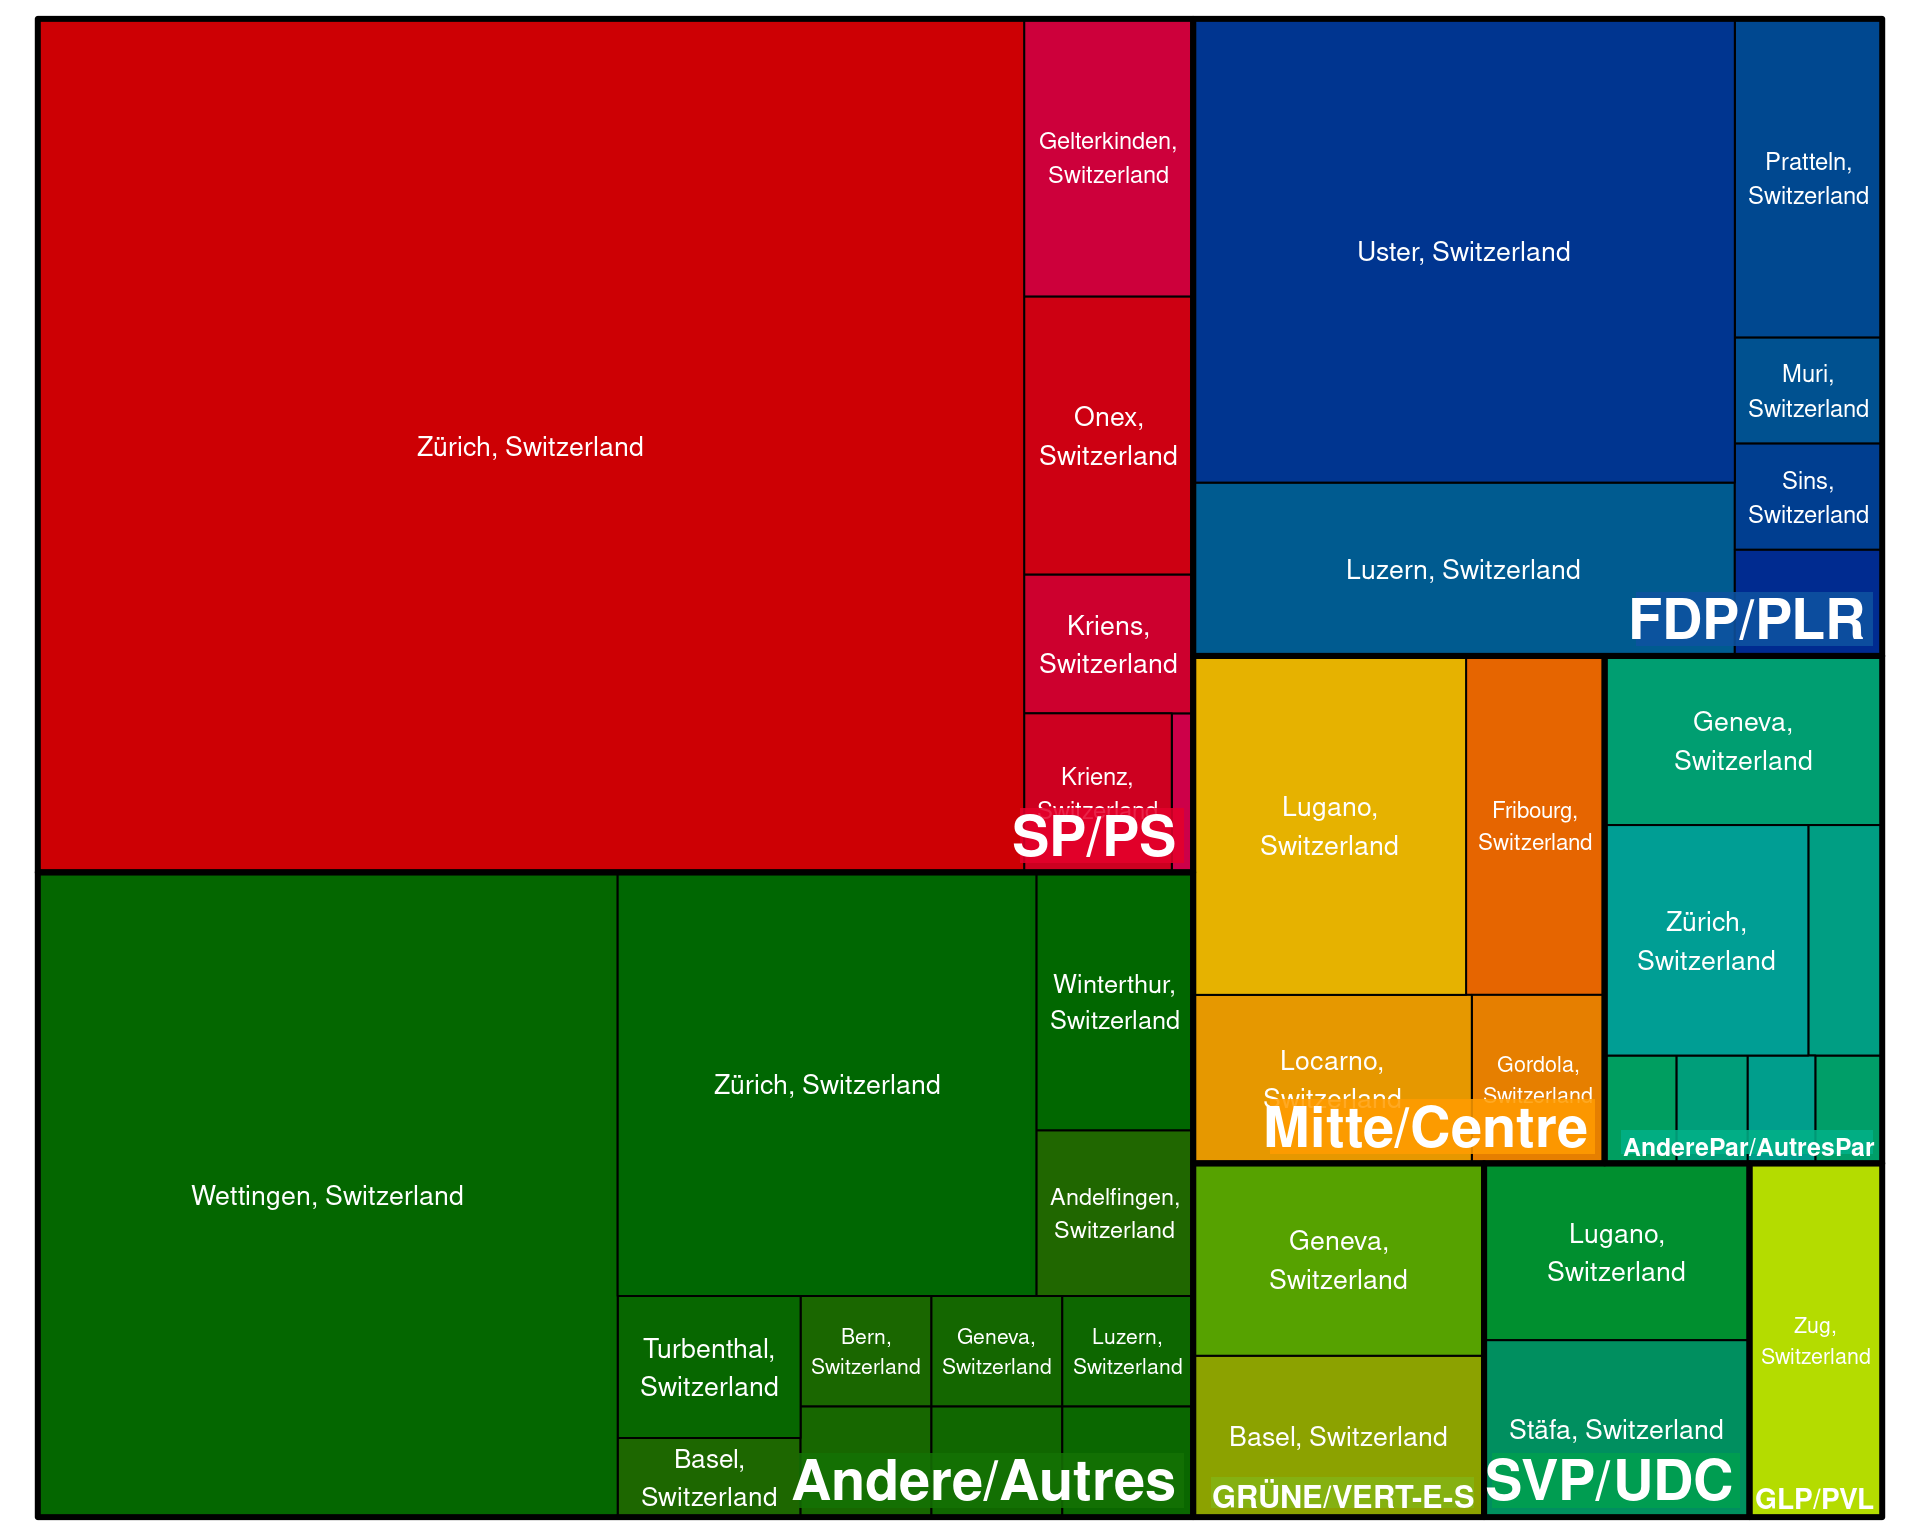 Zürich, Switzerland
Gelterkinden,
Switzerland
Onex,
Switzerland
Kriens,
Switzerland
Krienz,
Switzerland
SP/PS
Uster, Switzerland
Pratteln,
Switzerland
Muri,
Switzerland
Sins,
Switzerland
Luzern, Switzerland
FDP/PLR
Wettingen, Switzerland
Zürich, Switzerland
Winterthur,
Switzerland
Andelfingen,
Switzerland
Turbenthal,
Switzerland
Bern,
Switzerland
Geneva,
Switzerland
Luzern,
Switzerland
Basel,
Switzerland
Andere/Autres
Lugano,
Switzerland
Fribourg,
Switzerland
Locarno,
Switzerland
Gordola,
Switzerland
Mitte/Centre
Geneva,
Switzerland
Zürich,
Switzerland
AnderePar/AutresPar
Geneva,
Switzerland
Basel, Switzerland
GRÜNE/VERT-E-S
Lugano,
Switzerland
Stäfa, Switzerland
SVP/UDC
Zug,
Switzerland
GLP/PVL